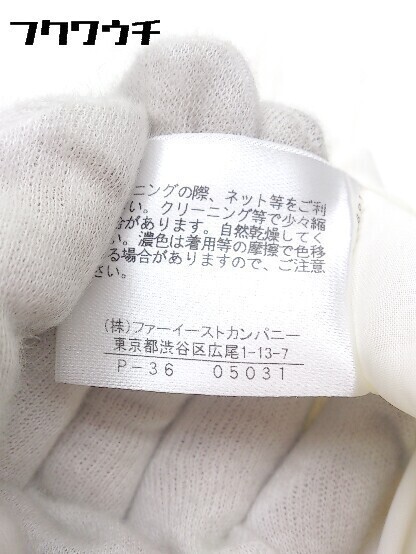 フクワウチ
ニングの際、ネット等をご利
い。クリーニング等で少々縮
合があります。自然乾燥してく
い。濃色は着用等の摩擦で色移
る場合がありますので、ご注意
さい。
(株)ファーイーストカンパニー
東京都渋谷区広尾1-13-7
P-36 05031